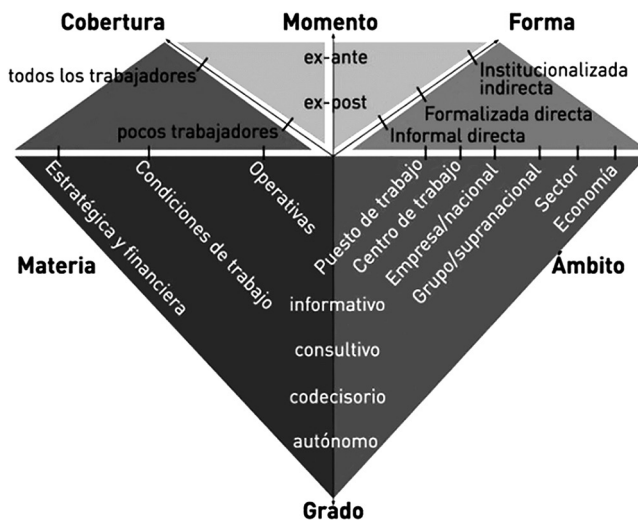 Cobertura
Momento
Forma
ex-ante
ex-post
todos los trabajadores
pocos trabajadores
Institucionalizada
indirecta
Formalizada directa
Informal directa
Estratégica y financiera
Condiciones de trabajo
Operativas
Puesto de trabajo
Centro de trabajo
Empresa/nacional
Grupo/supranacional
Sector
Economía
Materia
Ámbito
informativo
consultivo
codecisorio
autónomo
Grado